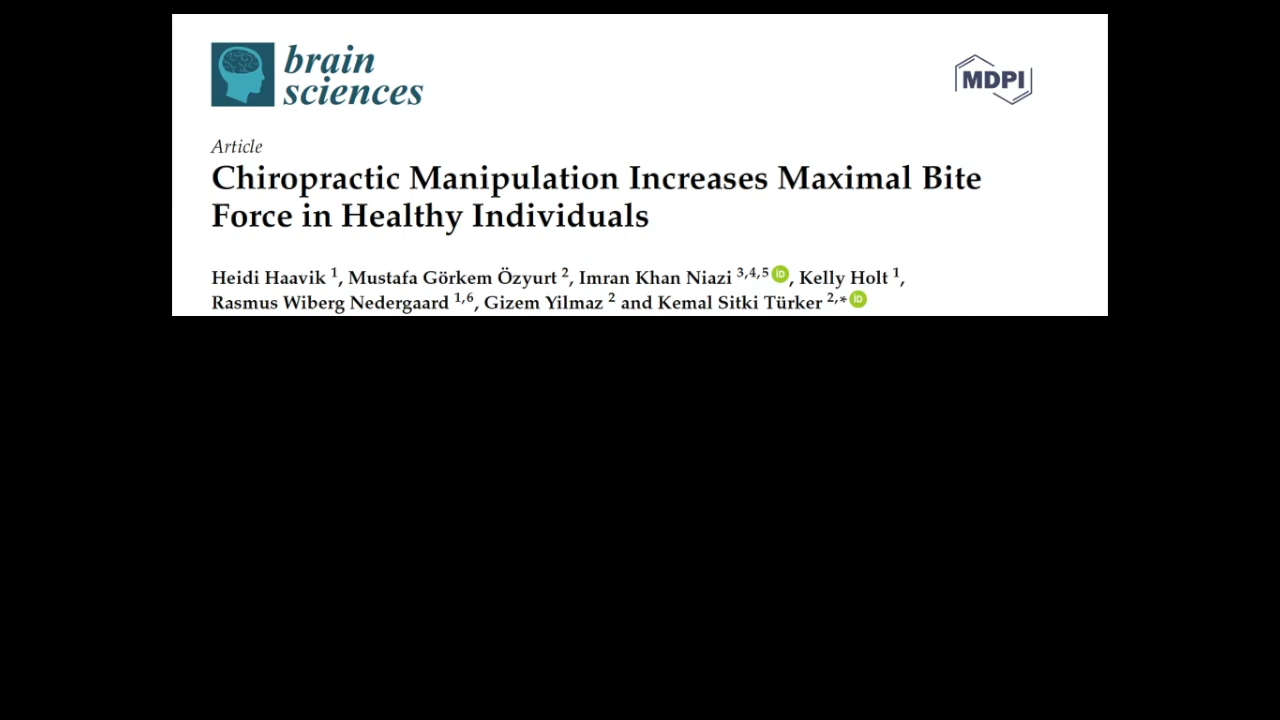 brain
sciences
MDPI
Article
Chiropractic Manipulation Increases Maximal Bite
Force in Healthy Individuals
Heidi Haavik 1, Mustafa Görkem Özyurt 2, Imran Khan Niazi 3,4,5 iD, Kelly Holt 1,
Rasmus Wiberg Nedergaard 1,6, Gizem Yilmaz 2 and Kemal Sitki Türker 2,* iD